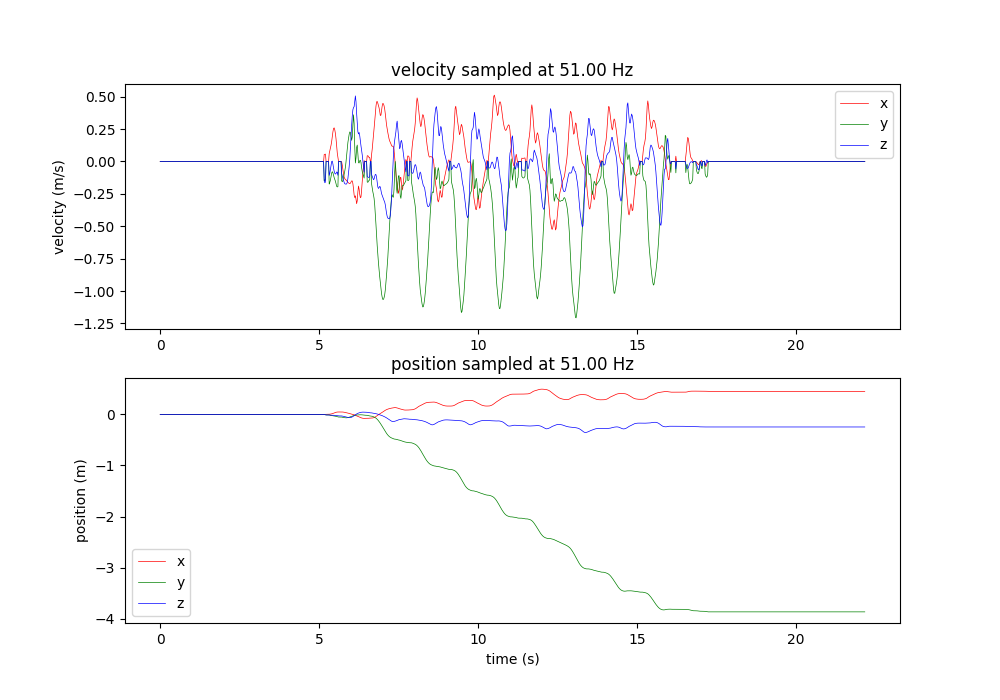 velocity sampled at 51.00 Hz
velocity (m/s)
0.50
0.25
0.00
−0.25
−0.50
−0.75
−1.00
−1.25
x
y
z
0 5 10 15 20
position sampled at 51.00 Hz
position (m)
0
−1
−2
−3
−4
x
y
z
0 5 10 15 20
time (s)